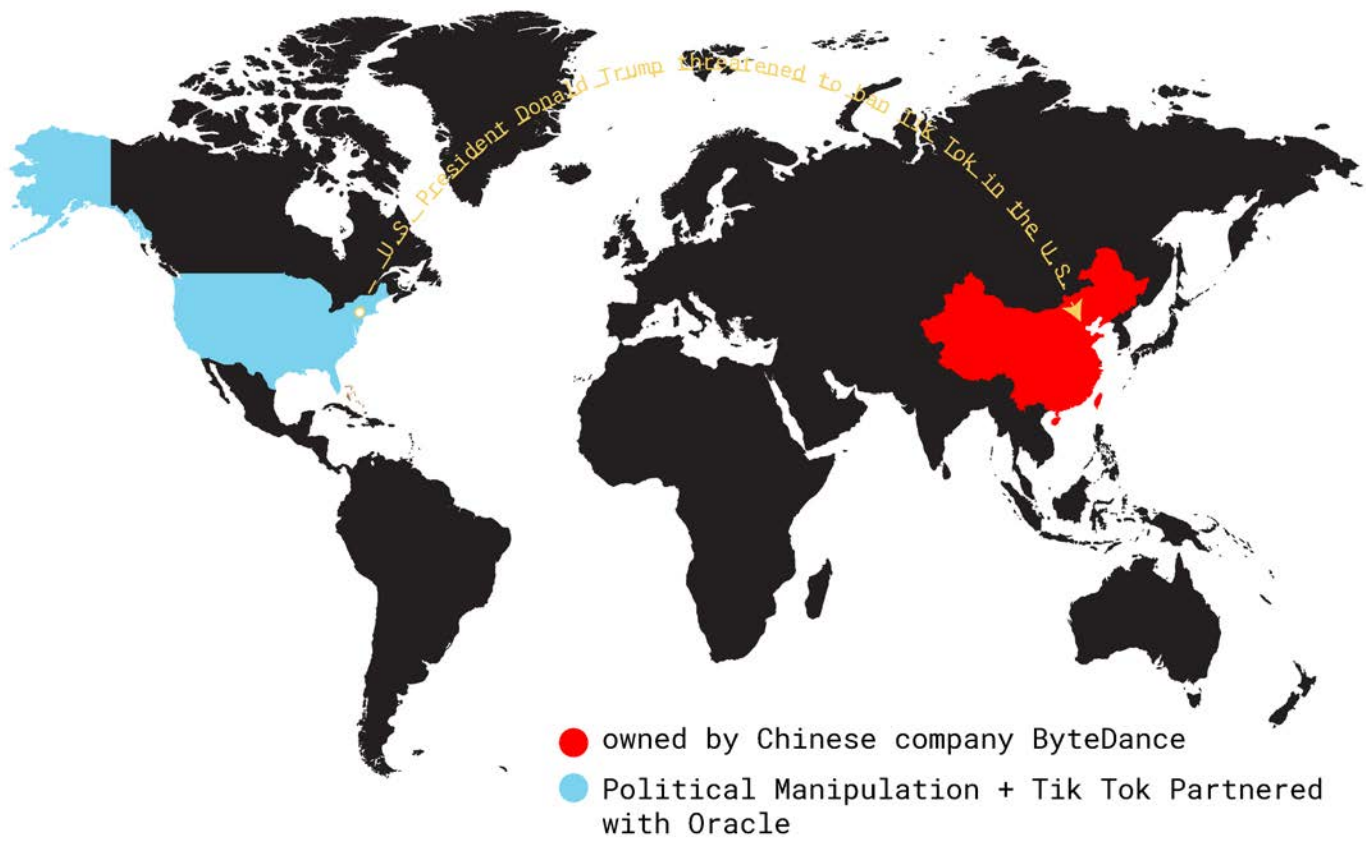 U.S. President Donald Trump threatened to ban Tik Tok in the U.S.
owned by Chinese company ByteDance
Political Manipulation + Tik Tok Partnered
with Oracle